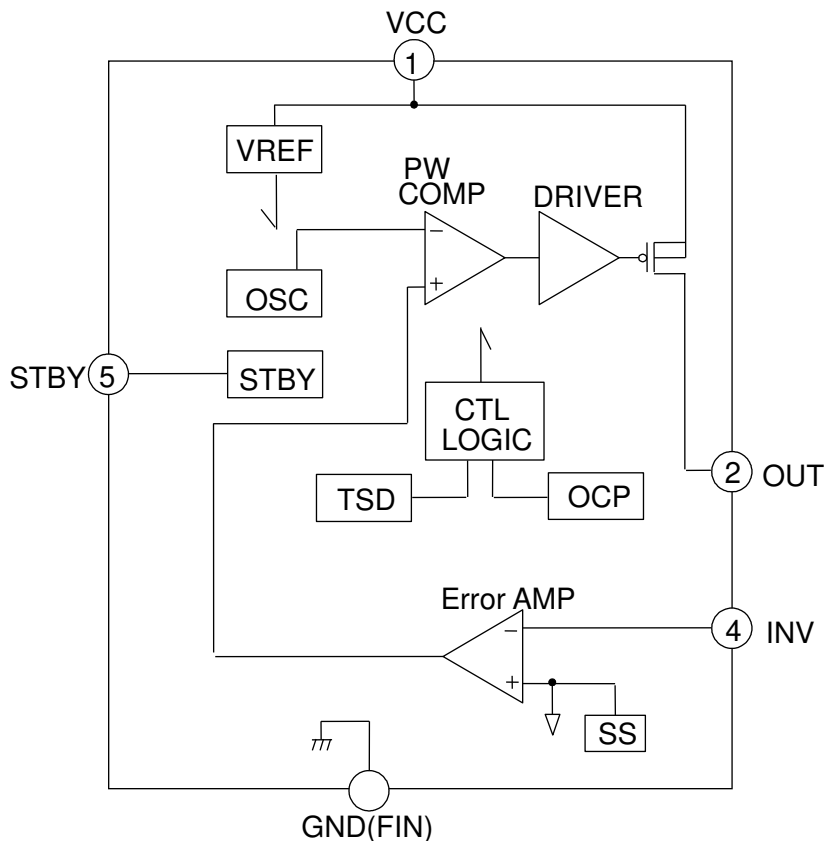 VCC
1
VREF
PW
COMP
DRIVER
−
+
OSC
STBY
5
STBY
CTL
LOGIC
TSD
OCP
2
OUT
Error AMP
−
+
4
INV
SS
GND(FIN)